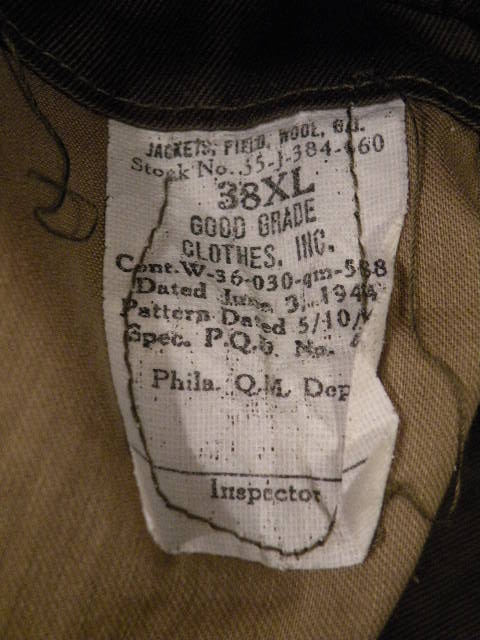 JACKETS, FIELD, WOOL, O.D.
Stock No. 55-J-384-460
38XL
GOOD GRADE
CLOTHES, INC.
Cont. W-36-030-qm-588
Dated June 3, 1944
Pattern Dated 5/10/
Spec. P.Q.D. No.
Phila. Q.M. Dep
Inspector